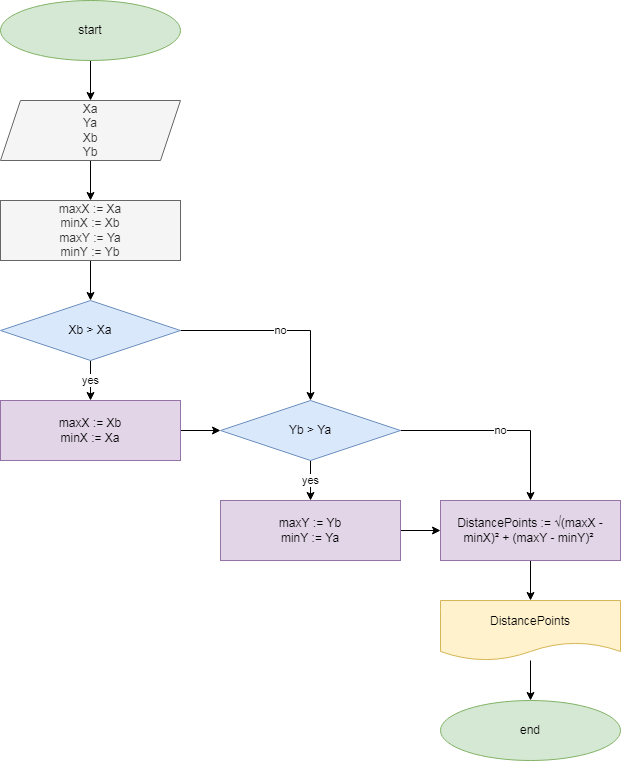 start
Xa
Ya
Xb
Yb
maxX := Xa
minX := Xb
maxY := Ya
minY := Yb
Xb > Xa
no
yes
maxX := Xb
minX := Xa
Yb > Ya
no
yes
maxY := Yb
minY := Ya
DistancePoints := √(maxX -
minX)² + (maxY - minY)²
DistancePoints
end